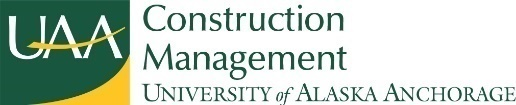 UAA
Construction
Management
UNIVERSITY of ALASKA ANCHORAGE